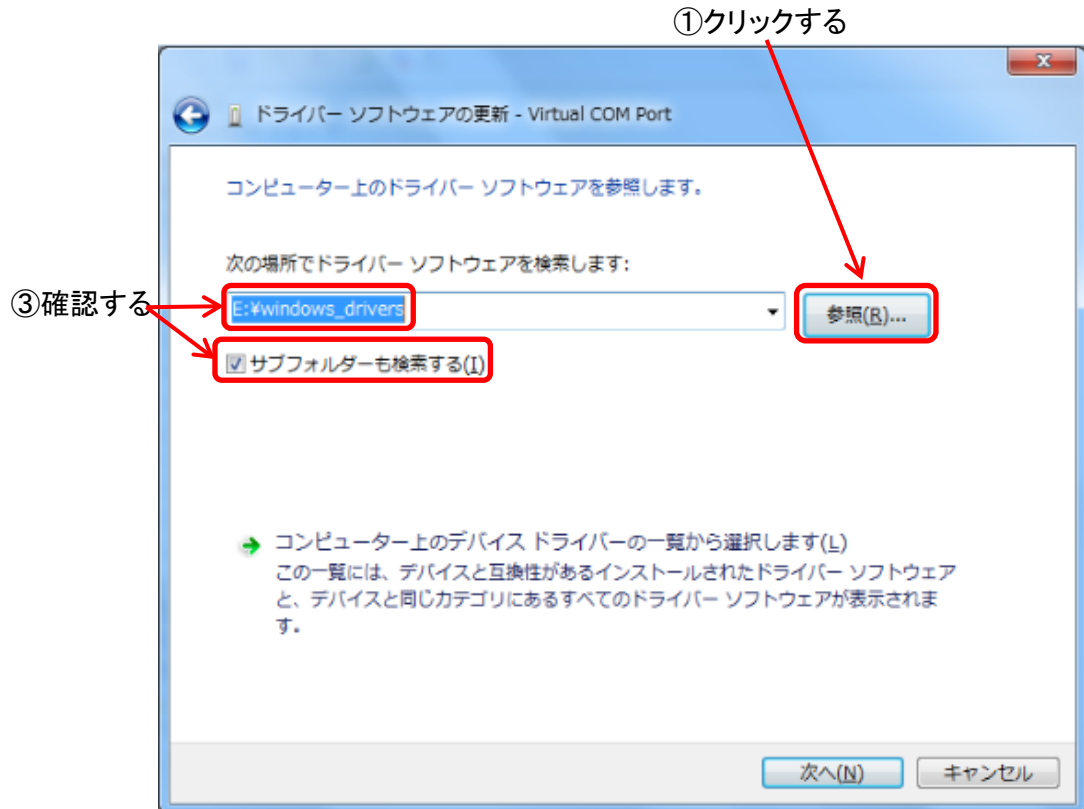 ①クリックする
ドライバー ソフトウェアの更新 - Virtual COM Port
コンピューター上のドライバー ソフトウェアを参照します。
次の場所でドライバー ソフトウェアを検索します:
③確認する
E:¥windows_drivers
参照(R)...
サブフォルダーも検索する(I)
コンピューター上のデバイス ドライバーの一覧から選択します(L)
この一覧には、デバイスと互換性があるインストールされたドライバー ソフトウェア
と、デバイスと同じカテゴリにあるすべてのドライバー ソフトウェアが表示されま
す。
次へ(N)
キャンセル